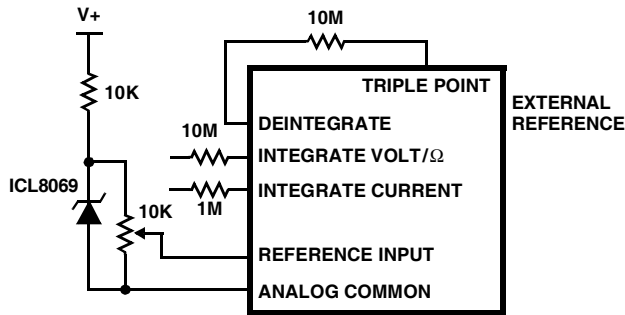 10M
V+
TRIPLE POINT
10K
EXTERNAL
REFERENCE
DEINTEGRATE
10M
INTEGRATE VOLT/Ω
ICL8069
INTEGRATE CURRENT
1M
10K
REFERENCE INPUT
ANALOG COMMON